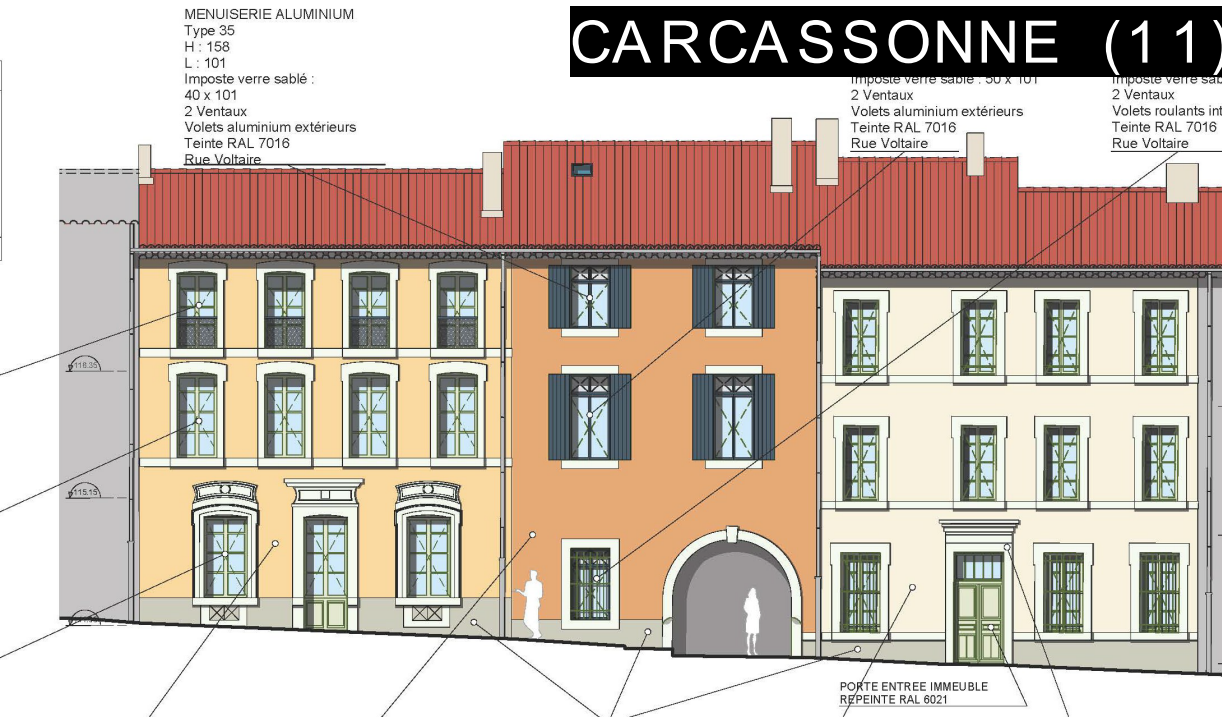 MENUISERIE ALUMINIUM
Type 35
H : 158
L : 101
Imposte verre sablé :
40 x 101
2 Ventaux
Volets aluminium extérieurs
Teinte RAL 7016
Rue Voltaire
CARCASSONNE (11)
Imposte verre sablé : 50 x 101
2 Ventaux
Volets aluminium extérieurs
Teinte RAL 7016
Rue Voltaire
Imposte verre
2 Ventaux
Volets roulants
Teinte RAL 7016
Rue Voltaire
118.35
115.15
PORTE ENTREE IMMEUBLE
REPEINTE RAL 6021